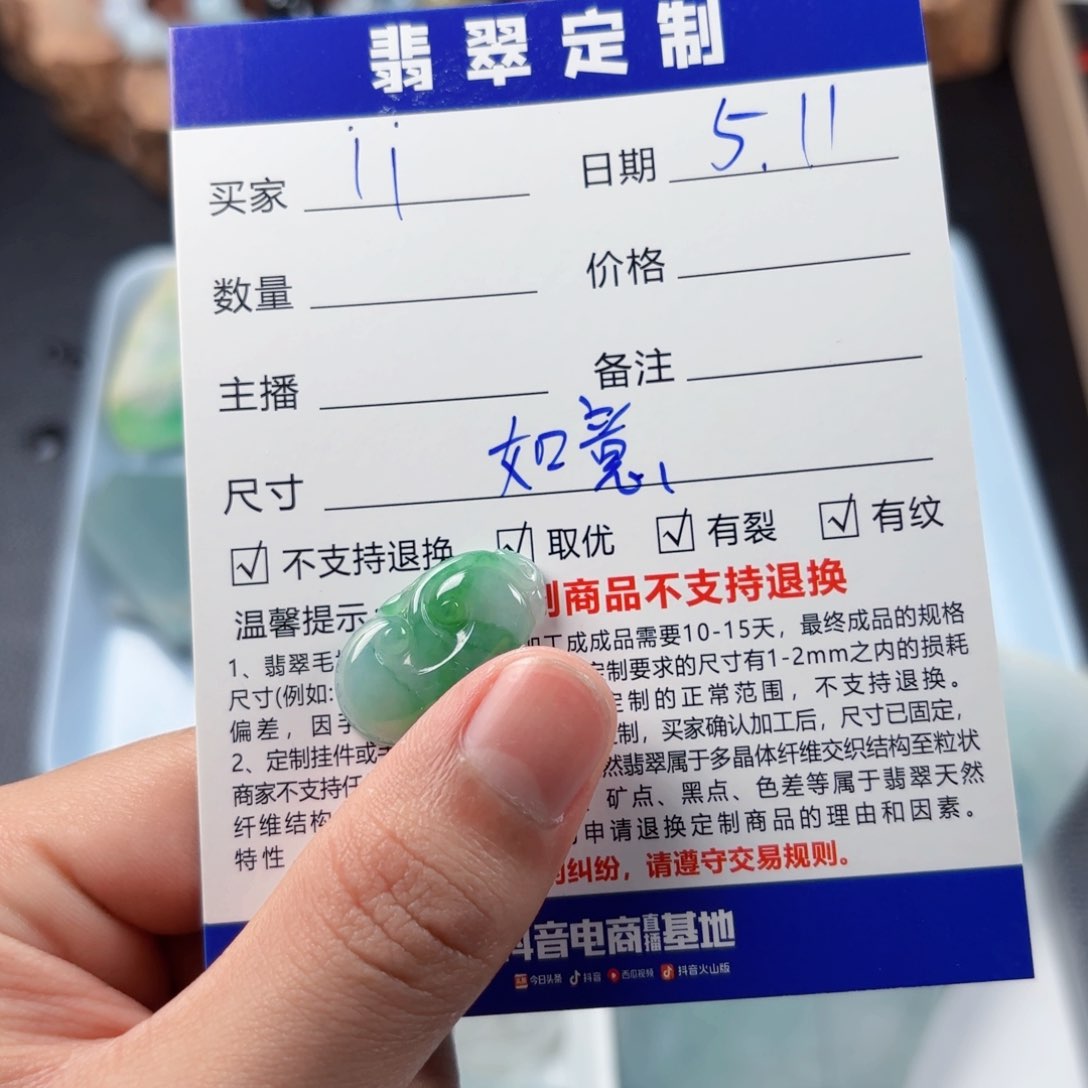 翡翠定制
买家 ii 日期 5.11
数量 价格
主播 备注
尺寸 如意
不支持退换 取优 有裂 有纹
温馨提示: 制商品不支持退换
1、翡翠毛 加工成成品需要10-15天，最终成品的规格
尺寸(例如: 定制要求的尺寸有1-2mm之内的损耗
偏差，因手 定制的正常范围，不支持退换。
2、定制挂件或 制，买家确认加工后，尺寸已固定，
商家不支持任 然翡翠属于多晶体纤维交织结构至粒状
纤维结构 、矿点、黑点、色差等属于翡翠天然
特性 申请退换定制商品的理由和因素。
纠纷，请遵守交易规则。
抖音电商直播基地
今日头条 抖音 西瓜视频 抖音火山版